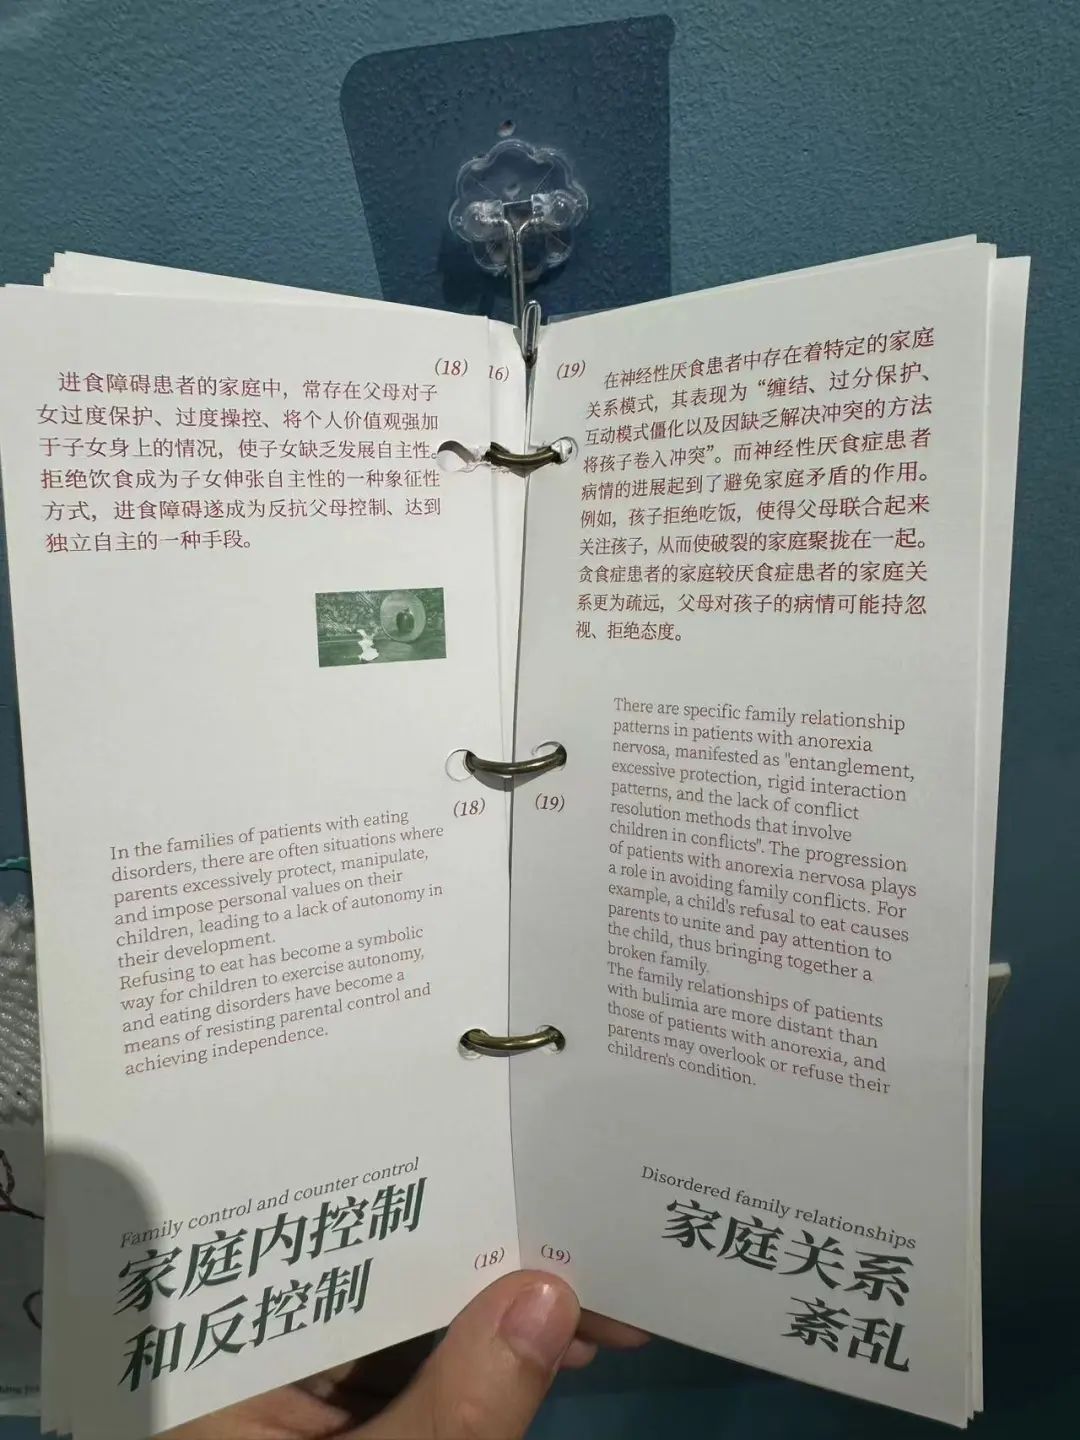 (18)
进食障碍患者的家庭中，常存在父母对子
女过度保护、过度操控、将个人价值观强加
于子女身上的情况，使子女缺乏发展自主性。
拒绝饮食成为子女伸张自主性的一种象征性
方式，进食障碍遂成为反抗父母控制、达到
独立自主的一种手段。
(18)
In the families of patients with eating
disorders, there are often situations where
parents excessively protect, manipulate,
and impose personal values on their
children, leading to a lack of autonomy in
their development.
Refusing to eat has become a symbolic
way for children to exercise autonomy,
and eating disorders have become a
means of resisting parental control and
achieving independence.
Family control and counter control
家庭内控制
和反控制
(18)
16)
(19)
在神经性厌食患者中存在着特定的家庭
关系模式，其表现为“缠结、过分保护、
互动模式僵化以及因缺乏解决冲突的方法
将孩子卷入冲突”。而神经性厌食症患者
病情的进展起到了避免家庭矛盾的作用。
例如，孩子拒绝吃饭，使得父母联合起来
关注孩子，从而使破裂的家庭聚拢在一起。
贪食症患者的家庭较厌食症患者的家庭关
系更为疏远，父母对孩子的病情可能持忽
视、拒绝态度。
(19)
There are specific family relationship
patterns in patients with anorexia
nervosa, manifested as "entanglement,
excessive protection, rigid interaction
patterns, and the lack of conflict
resolution methods that involve
children in conflicts". The progression
of patients with anorexia nervosa plays
a role in avoiding family conflicts. For
example, a child's refusal to eat causes
parents to unite and pay attention to
the child, thus bringing together a
broken family.
The family relationships of patients
with bulimia are more distant than
those of patients with anorexia, and
parents may overlook or refuse their
children's condition.
Disordered family relationships
家庭关系
紊乱
(19)